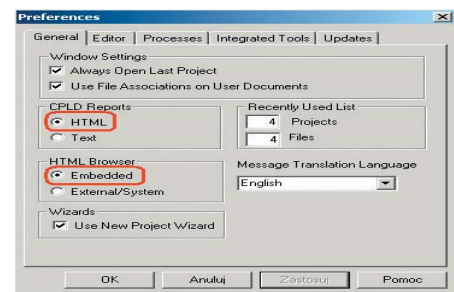 Preferences
General Editor Processes Integrated Tools Updates
Window Settings
Always Open Last Project
Use File Associations on User Documents
CPLD Reports
HTML
Text
Recently Used List
4 Projects
4 Files
HTML Browser
Embedded
External/System
Message Translation Language
English
Wizards
Use New Project Wizard
OK Anuluj Zastosuj Pomoc